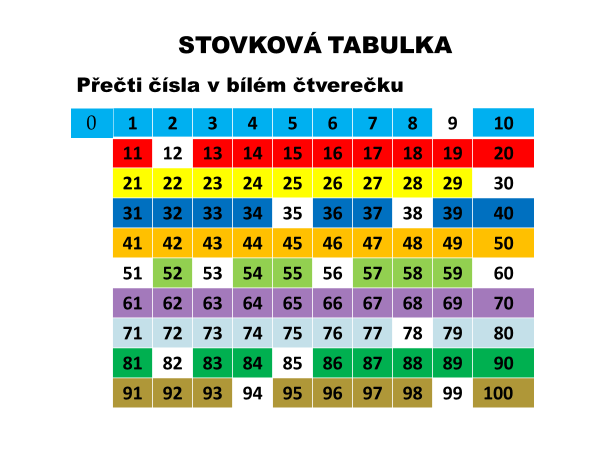 STOVKOVÁ TABULKA
Přečti čísla v bílém čtverečku
0 1 2 3 4 5 6 7 8 9 10
11 12 13 14 15 16 17 18 19 20
21 22 23 24 25 26 27 28 29 30
31 32 33 34 35 36 37 38 39 40
41 42 43 44 45 46 47 48 49 50
51 52 53 54 55 56 57 58 59 60
61 62 63 64 65 66 67 68 69 70
71 72 73 74 75 76 77 78 79 80
81 82 83 84 85 86 87 88 89 90
91 92 93 94 95 96 97 98 99 100